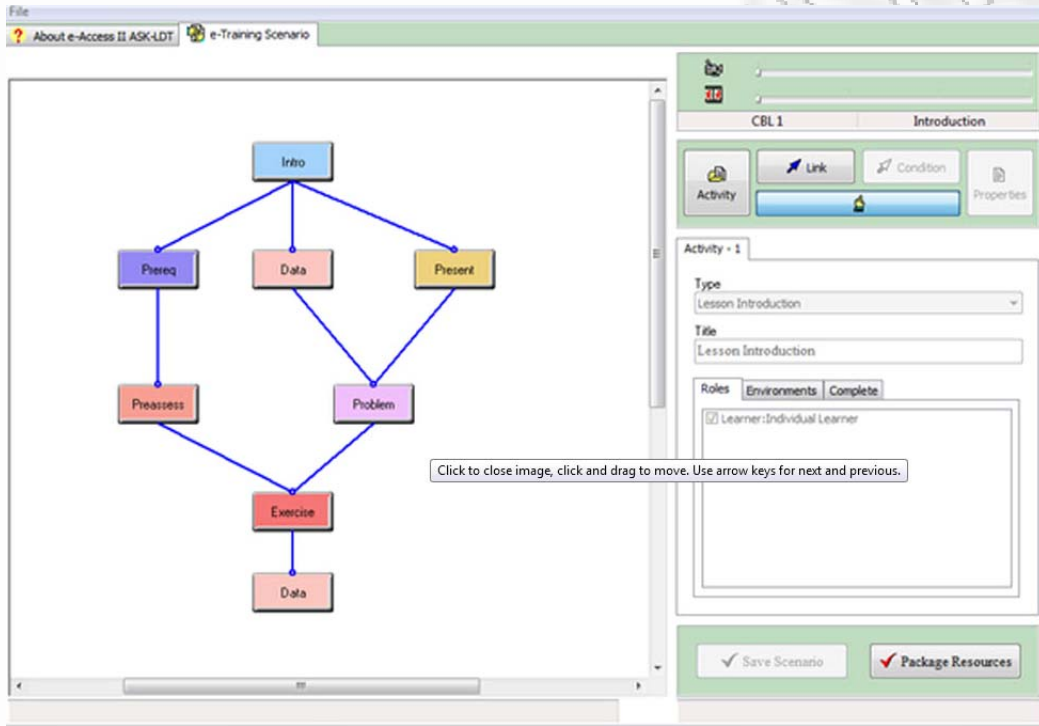 File
? About e-Access II ASK-LDT
e-Training Scenario
Intro
Prereq
Data
Present
Preassess
Problem
Exercise
Data
CBL 1
Introduction
Activity
Link
Condition
Properties
Activity - 1
Type
Lesson Introduction
Title
Lesson Introduction
Roles
Environments
Complete
Learner:Individual Learner
Click to close image, click and drag to move. Use arrow keys for next and previous.
Save Scenario
Package Resources